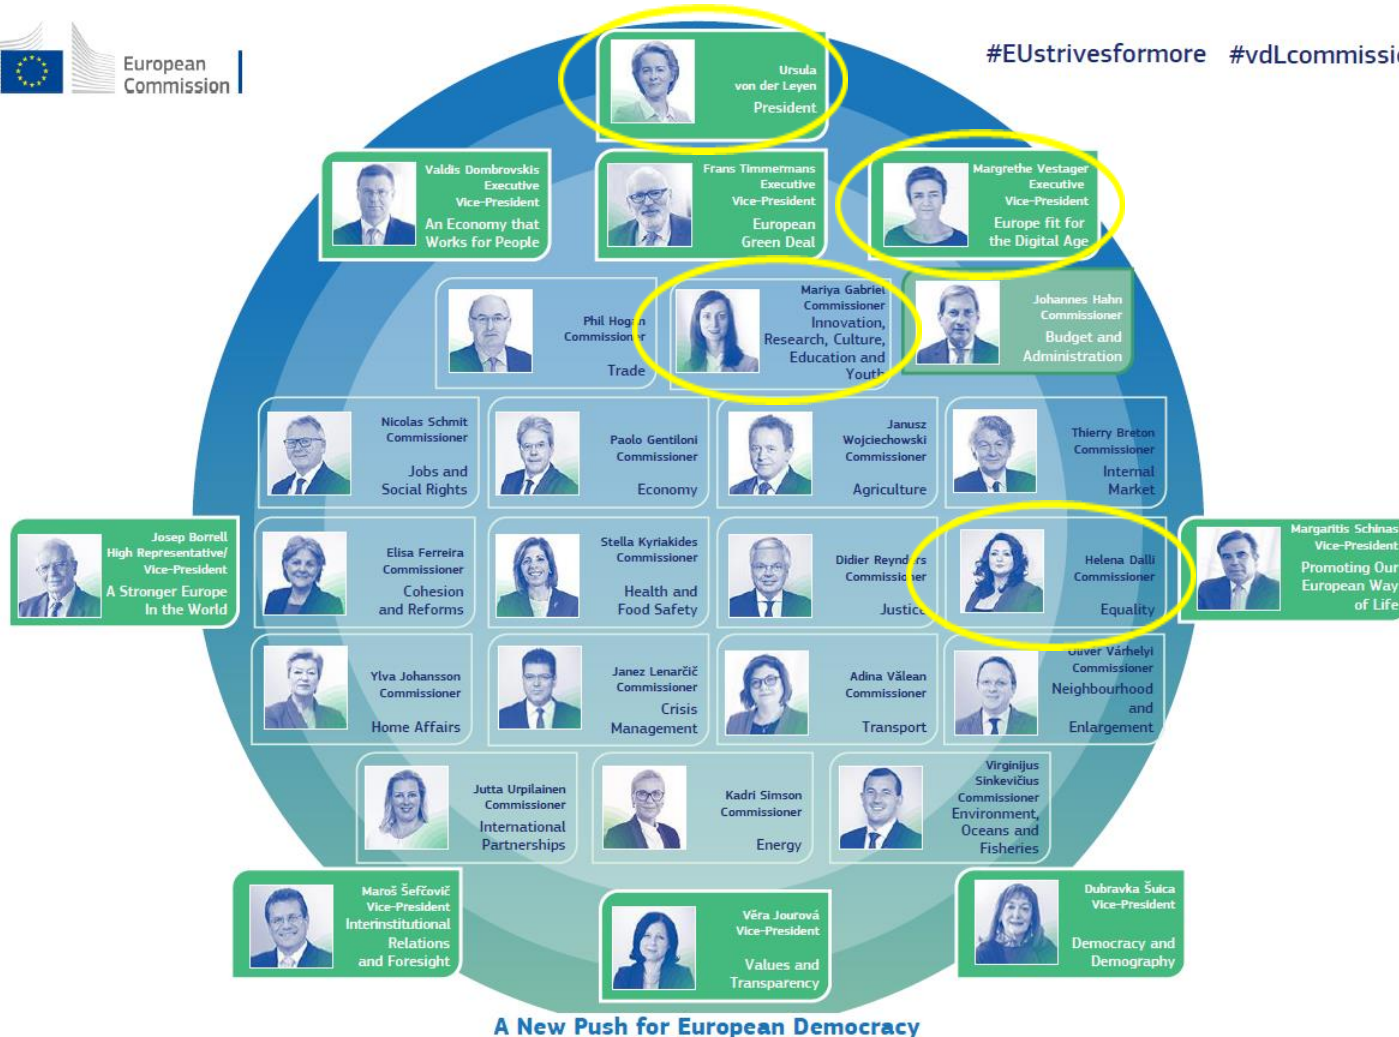 European
Commission
#EUstrivesformore #vdLcommissio
Ursula
von der Leyen
President
Valdis Dombrovskis
Executive
Vice-President
An Economy that
Works for People
Frans Timmermans
Executive
Vice-President
European
Green Deal
Margrethe Vestager
Executive
Vice-President
Europe fit for
the Digital Age
Phil Hogan
Commissioner
Trade
Mariya Gabriel
Commissioner
Innovation,
Research, Culture,
Education and
Youth
Johannes Hahn
Commissioner
Budget and
Administration
Nicolas Schmit
Commissioner
Jobs and
Social Rights
Paolo Gentiloni
Commissioner
Economy
Janusz
Wojciechowski
Commissioner
Agriculture
Thierry Breton
Commissioner
Internal
Market
Josep Borrell
High Representative/
Vice-President
A Stronger Europe
In the World
Elisa Ferreira
Commissioner
Cohesion
and Reforms
Stella Kyriakides
Commissioner
Health and
Food Safety
Didier Reynders
Commissioner
Justice
Helena Dalli
Commissioner
Equality
Margaritis Schinas
Vice-President
Promoting Our
European Way
of Life
Ylva Johansson
Commissioner
Home Affairs
Janez Lenarčič
Commissioner
Crisis
Management
Adina Vălean
Commissioner
Transport
Oliver Várhelyi
Commissioner
Neighbourhood
and
Enlargement
Jutta Urpilainen
Commissioner
International
Partnerships
Kadri Simson
Commissioner
Energy
Virginijus
Sinkevičius
Commissioner
Environment,
Oceans and
Fisheries
Maroš Šefčovič
Vice-President
Interinstitutional
Relations
and Foresight
Věra Jourová
Vice-President
Values and
Transparency
Dubravka Šuica
Vice-President
Democracy and
Demography
A New Push for European Democracy